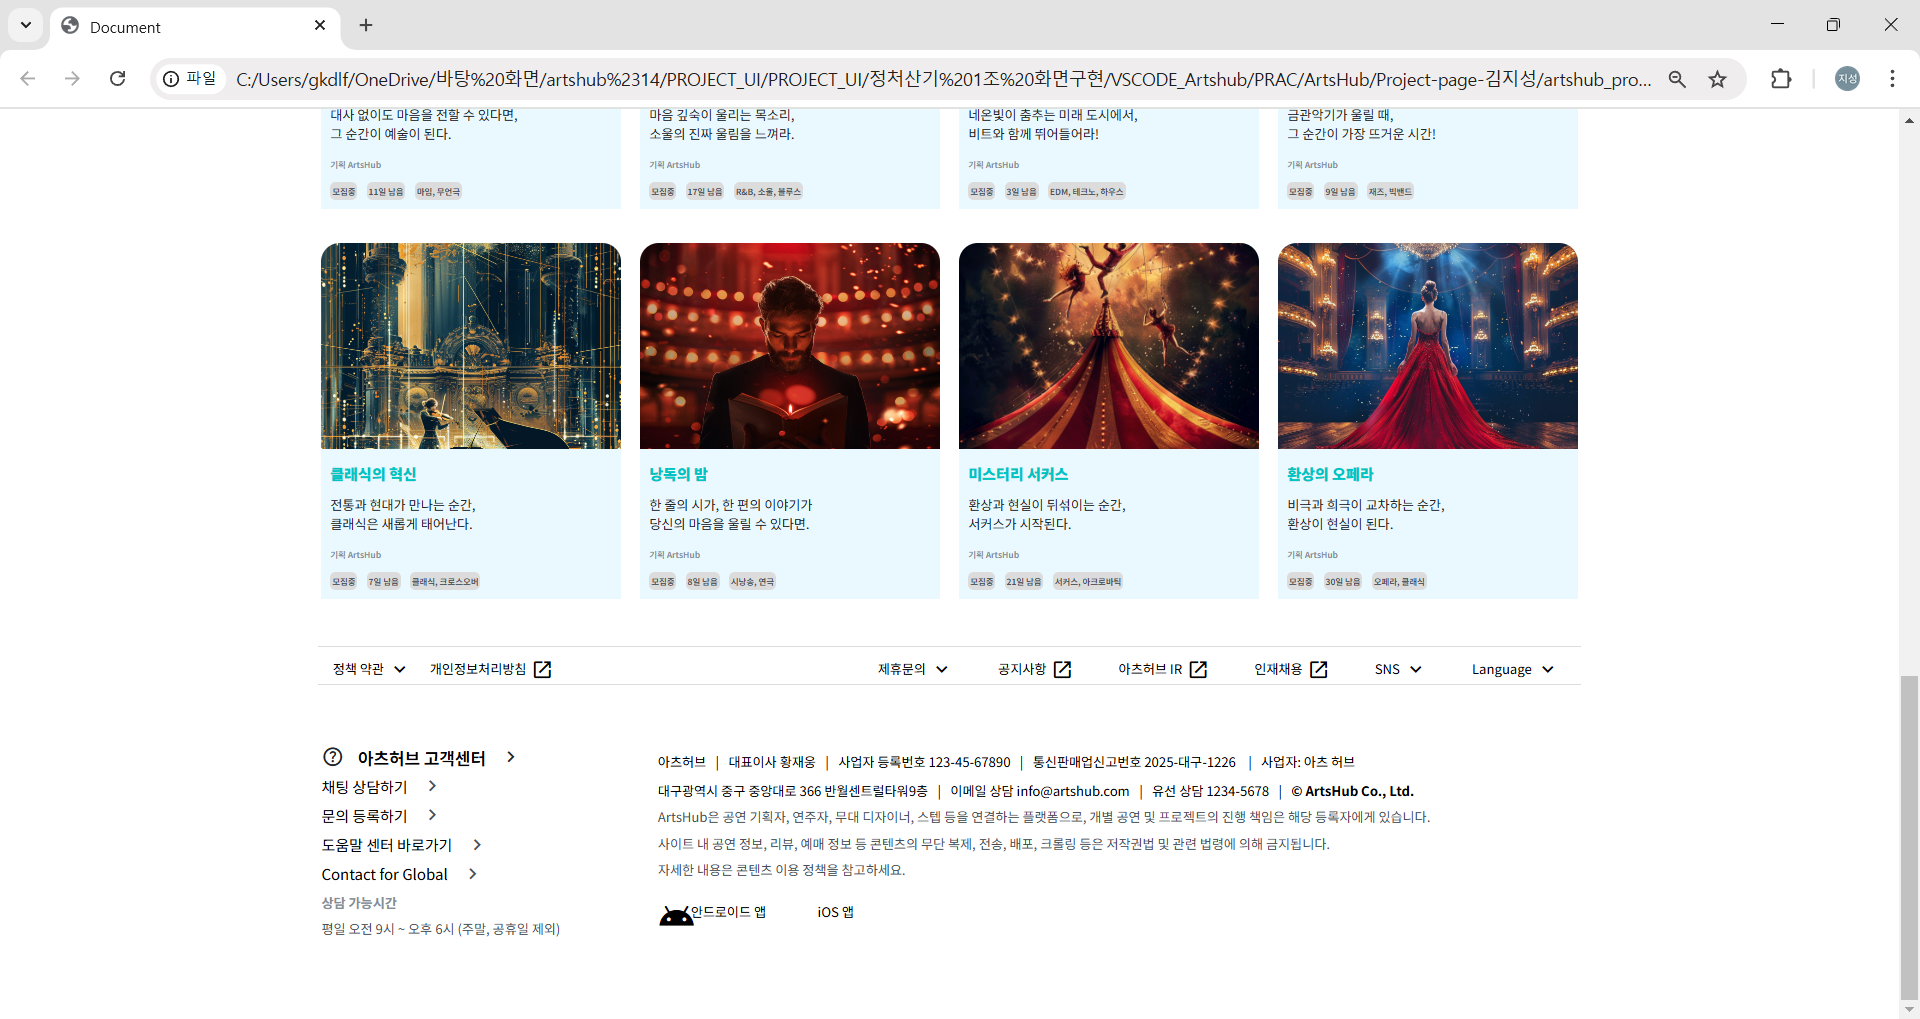 Document
파일
C:/Users/gkdlf/OneDrive/바탕%20화면/artshub%2314/PROJECT_UI/PROJECT_UI/정처산기%201조%20화면구현/VSCODE_Artshub/PRAC/ArtsHub/Project-page-김지성/artshub_pro...
지성
대사 없이도 마음을 전할 수 있다면,
그 순간이 예술이 된다.
기획 ArtsHub
모집중 11일 남음 마임, 무언극
마음 깊숙이 울리는 목소리,
소울의 진짜 울림을 느껴라.
기획 ArtsHub
모집중 17일 남음 R&B, 소울, 블루스
네온빛이 춤추는 미래 도시에서,
비트와 함께 뛰어들어라!
기획 ArtsHub
모집중 3일 남음 EDM, 테크노, 하우스
금관악기가 울릴 때,
그 순간이 가장 뜨거운 시간!
기획 ArtsHub
모집중 9일 남음 재즈, 빅밴드
클래식의 혁신
전통과 현대가 만나는 순간,
클래식은 새롭게 태어난다.
기획 ArtsHub
모집중 7일 남음 클래식, 크로스오버
낭독의 밤
한 줄의 시가, 한 편의 이야기가
당신의 마음을 울릴 수 있다면.
기획 ArtsHub
모집중 8일 남음 시낭송, 연극
미스터리 서커스
환상과 현실이 뒤섞이는 순간,
서커스가 시작된다.
기획 ArtsHub
모집중 21일 남음 서커스, 아크로바틱
환상의 오페라
비극과 희극이 교차하는 순간,
환상이 현실이 된다.
기획 ArtsHub
모집중 30일 남음 오페라, 클래식
정책 약관 개인정보처리방침 제휴문의 공지사항 아츠허브 IR 인재채용 SNS Language
아츠허브 고객센터
채팅 상담하기
문의 등록하기
도움말 센터 바로가기
Contact for Global
상담 가능시간
평일 오전 9시 ~ 오후 6시 (주말, 공휴일 제외)
아츠허브 | 대표이사 황재웅 | 사업자 등록번호 123-45-67890 | 통신판매업신고번호 2025-대구-1226 | 사업자: 아츠 허브
대구광역시 중구 중앙대로 366 반월센트럴타워9층 | 이메일 상담 info@artshub.com | 유선 상담 1234-5678 | © ArtsHub Co., Ltd.
ArtsHub은 공연 기획자, 연주자, 무대 디자이너, 스텝 등을 연결하는 플랫폼으로, 개별 공연 및 프로젝트의 진행 책임은 해당 등록자에게 있습니다.
사이트 내 공연 정보, 리뷰, 예매 정보 등 콘텐츠의 무단 복제, 전송, 배포, 크롤링 등은 저작권법 및 관련 법령에 의해 금지됩니다.
자세한 내용은 콘텐츠 이용 정책을 참고하세요.
안드로이드 앱 iOS 앱